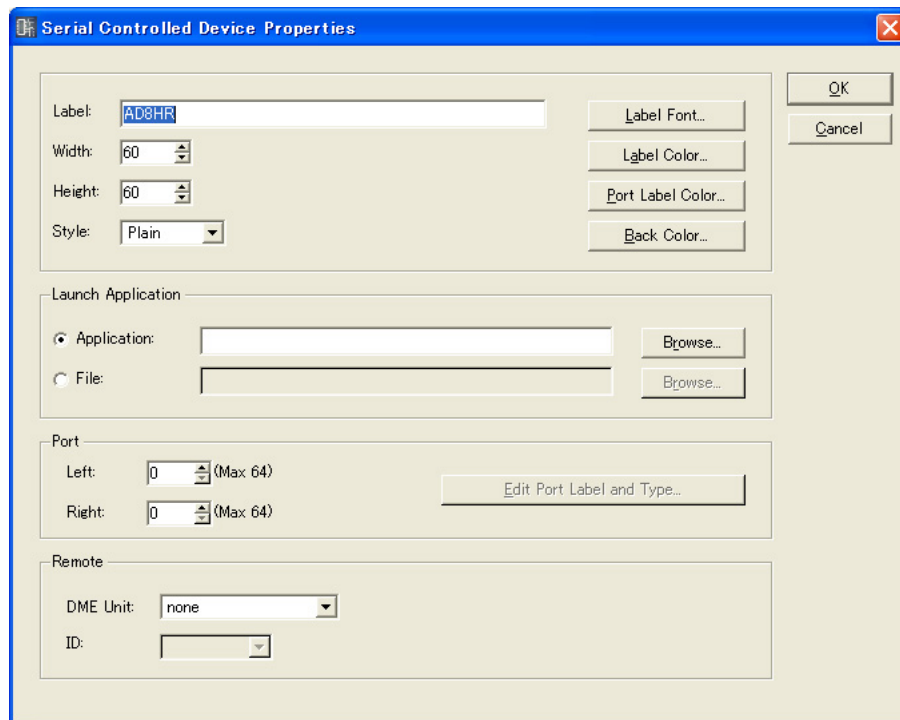 Serial Controlled Device Properties
Label: AD8HR Label Font... OK
Width: 60 Label Color... Cancel
Height: 60 Port Label Color...
Style: Plain Back Color...
Launch Application
Application: Browse...
File: Browse...
Port
Left: 0 (Max 64) Edit Port Label and Type...
Right: 0 (Max 64)
Remote
DME Unit: none
ID: